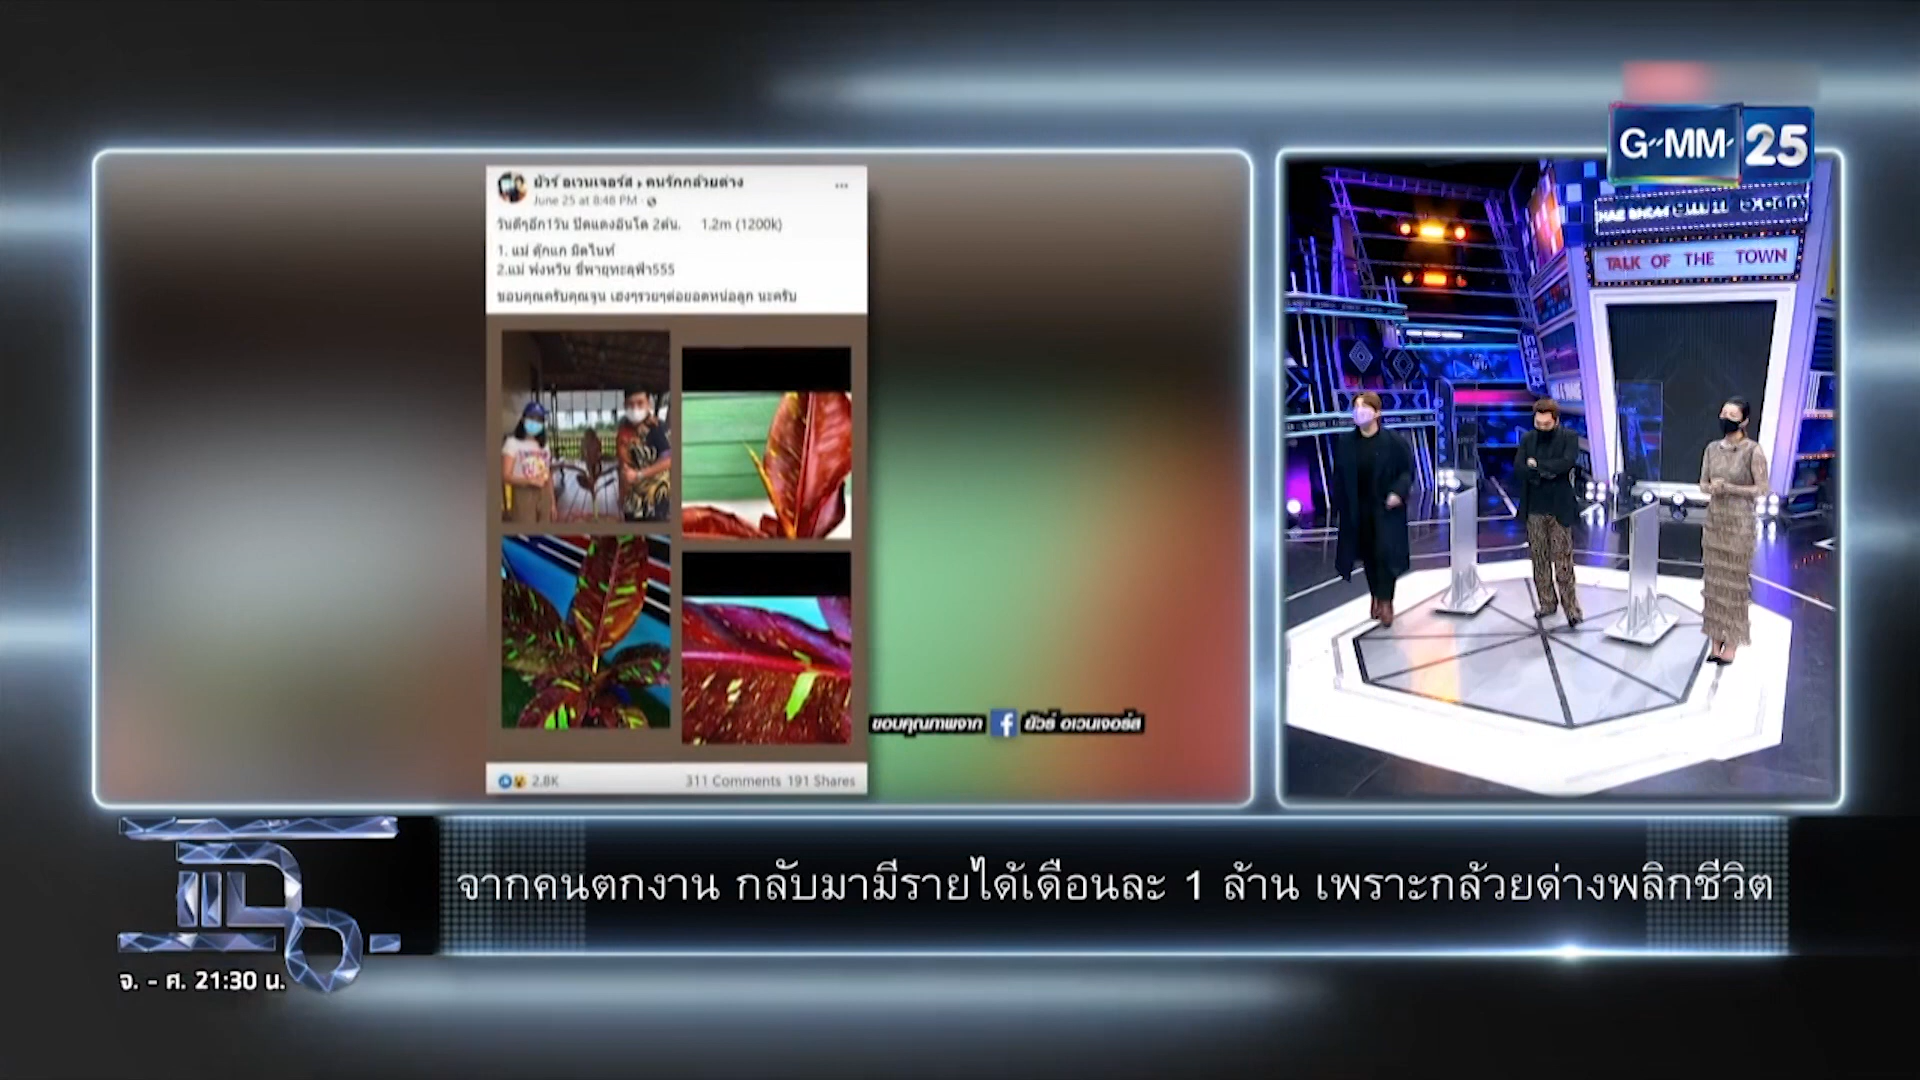 GMM 25
ยัวร์ อเวนเจอร์ส ▸ คนรักกล้วยด่าง
June 25 at 8:48 PM
วันดีๆอีก1วัน ปิดแดงอินโด 2ต้น. 1.2m (1200k)
1. แม่ ตุ๊กแก มิดไนท์
2.แม่ พ่งหวีน ขี่พายุทะลุฟ้า555
ขอบคุณครับคุณจูน เฮงๆรวยๆต่อยอดหน่อลูก นะครับ
2.8K 311 Comments 191 Shares
ขอบคุณภาพจาก f ยัวร์ อเวนเจอร์ส
TALK OF THE TOWN
แฉ
จากคนตกงาน กลับมามีรายได้เดือนละ 1 ล้าน เพราะกล้วยด่างพลิกชีวิต
จ. - ศ. 21:30 น.